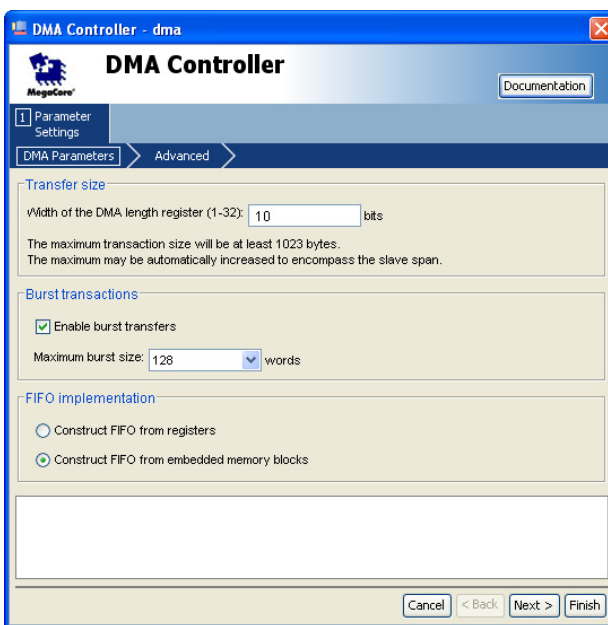 DMA Controller - dma
MegaCore®
DMA Controller
Documentation
1 Parameter
Settings
DMA Parameters
Advanced
Transfer size
Width of the DMA length register (1-32): 10 bits
The maximum transaction size will be at least 1023 bytes.
The maximum may be automatically increased to encompass the slave span.
Burst transactions
Enable burst transfers
Maximum burst size: 128 words
FIFO implementation
Construct FIFO from registers
Construct FIFO from embedded memory blocks
Cancel < Back Next > Finish